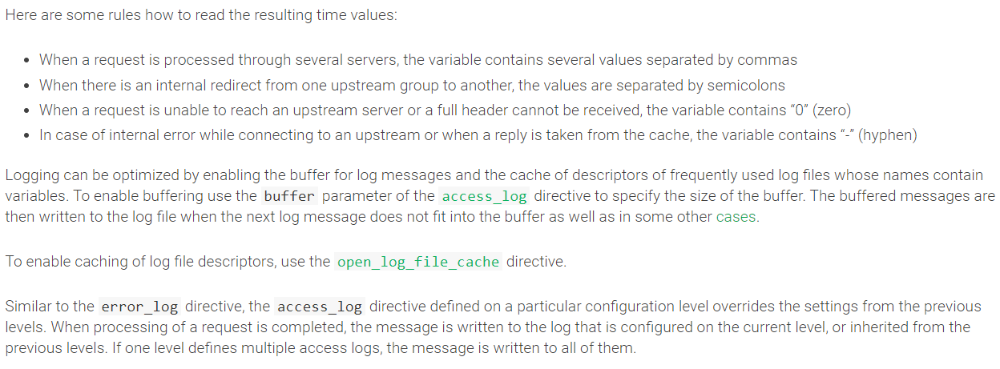 Here are some rules how to read the resulting time values:
• When a request is processed through several servers, the variable contains several values separated by commas
• When there is an internal redirect from one upstream group to another, the values are separated by semicolons
• When a request is unable to reach an upstream server or a full header cannot be received, the variable contains “0” (zero)
• In case of internal error while connecting to an upstream or when a reply is taken from the cache, the variable contains “-” (hyphen)
Logging can be optimized by enabling the buffer for log messages and the cache of descriptors of frequently used log files whose names contain
variables. To enable buffering use the buffer parameter of the access_log directive to specify the size of the buffer. The buffered messages are
then written to the log file when the next log message does not fit into the buffer as well as in some other cases.
To enable caching of log file descriptors, use the open_log_file_cache directive.
Similar to the error_log directive, the access_log directive defined on a particular configuration level overrides the settings from the previous
levels. When processing of a request is completed, the message is written to the log that is configured on the current level, or inherited from the
previous levels. If one level defines multiple access logs, the message is written to all of them.